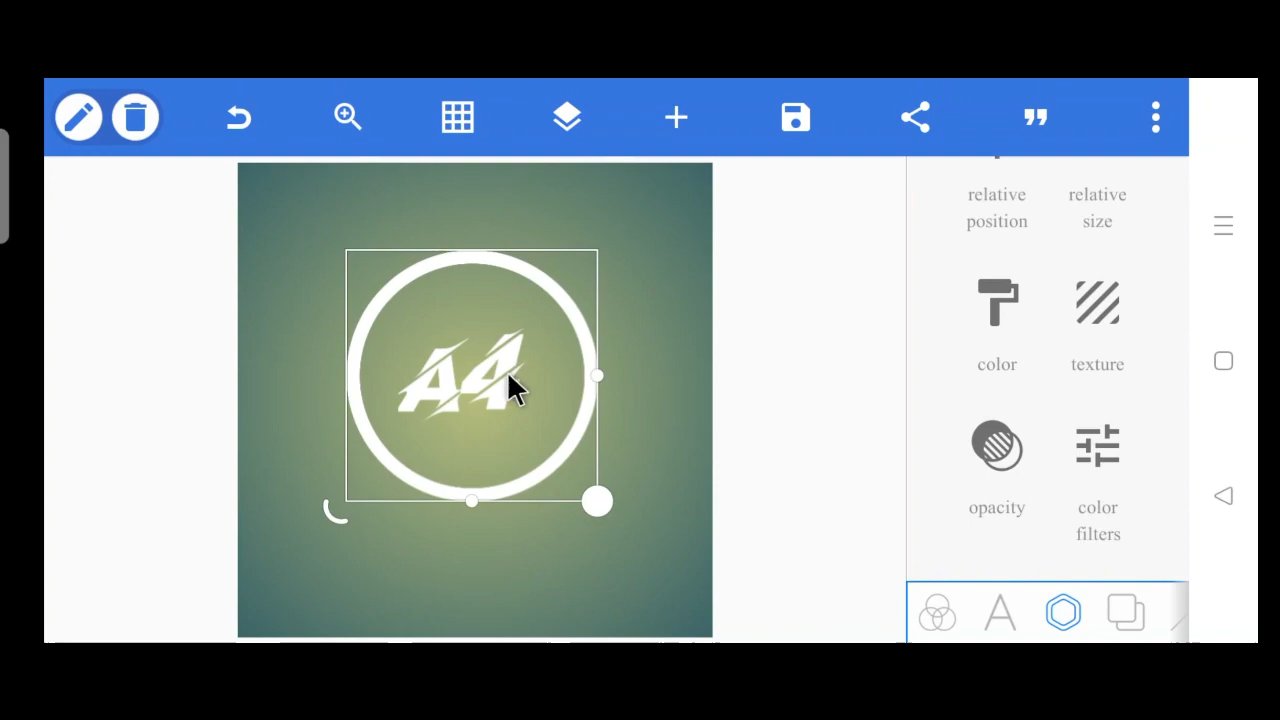 relative
position
relative
size
A4
color
texture
opacity
color
filters
A